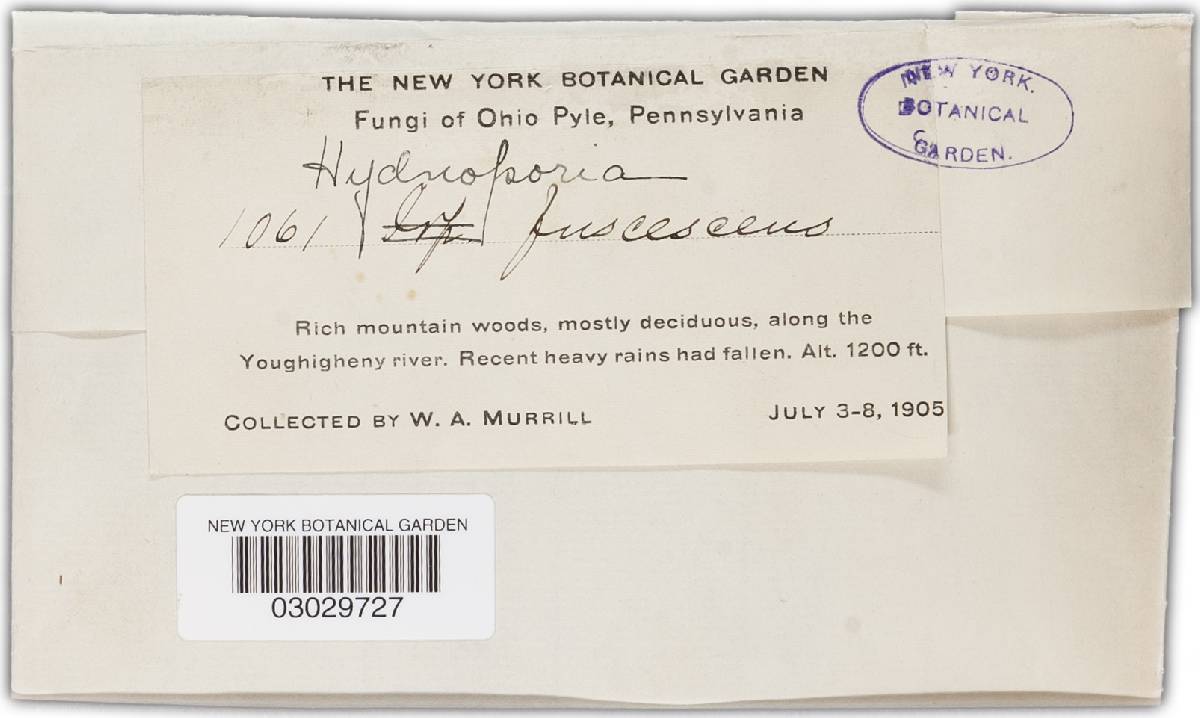 THE NEW YORK BOTANICAL GARDEN
Fungi of Ohio Pyle, Pennsylvania
Hydnoporia
1061 fuscescens
Rich mountain woods, mostly deciduous, along the
Youghigheny river. Recent heavy rains had fallen. Alt. 1200 ft.
COLLECTED BY W. A. MURRILL
JULY 3-8, 1905
NEW YORK
BOTANICAL
GARDEN.
NEW YORK BOTANICAL GARDEN
03029727